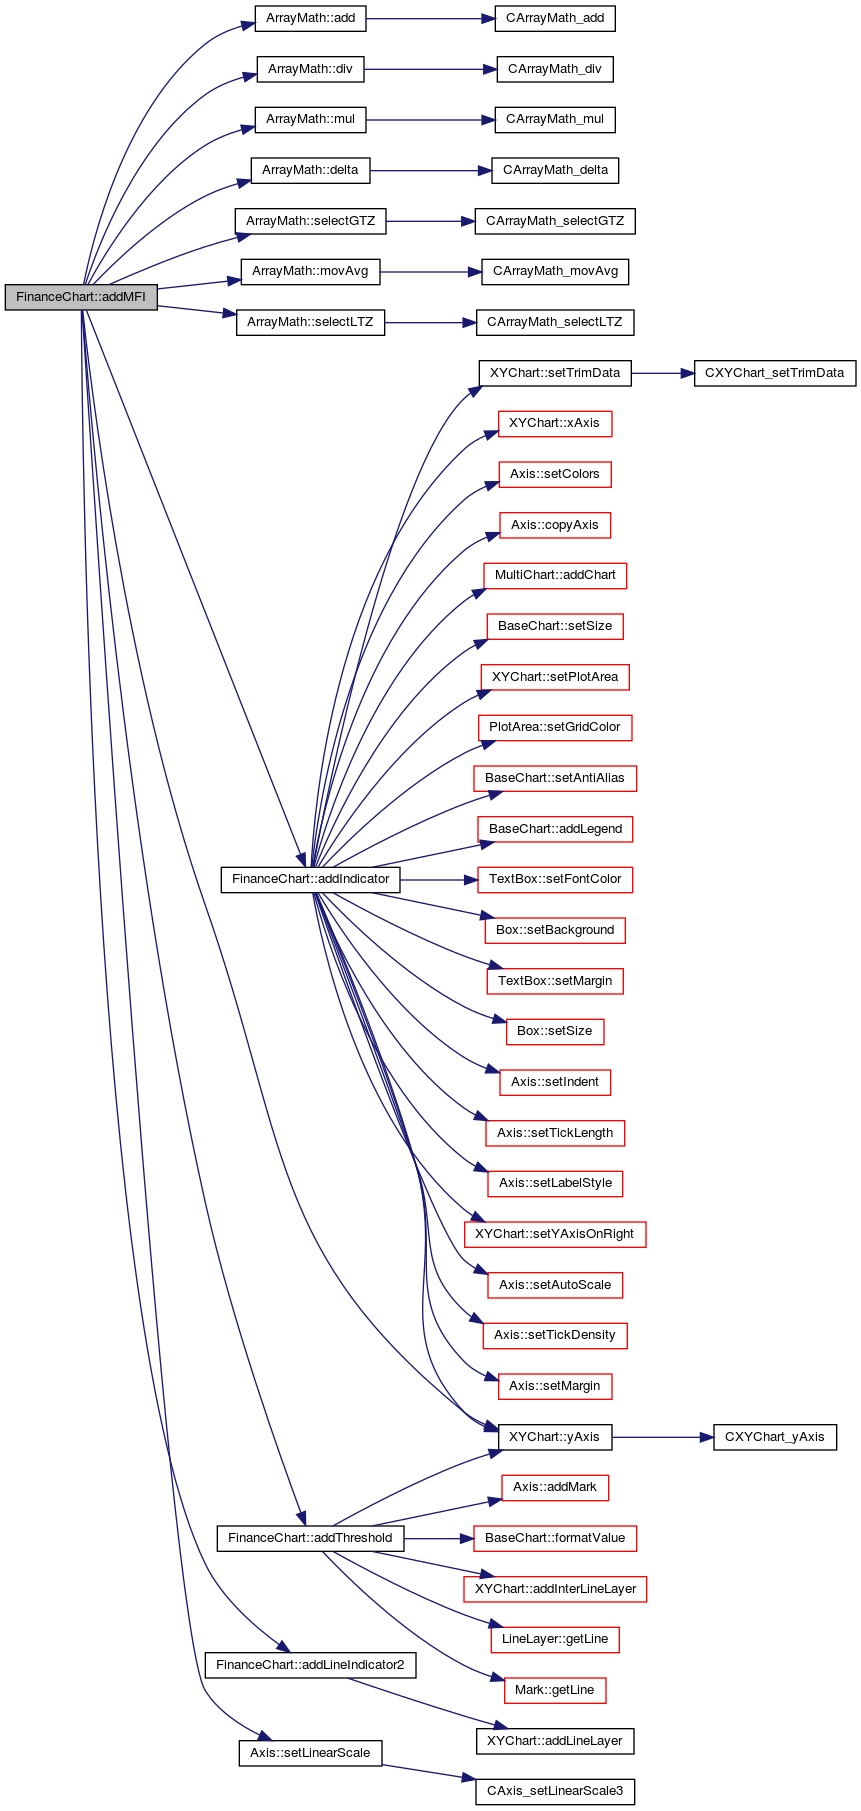 ArrayMath::add
CArrayMath_add
ArrayMath::div
CArrayMath_div
ArrayMath::mul
CArrayMath_mul
ArrayMath::delta
CArrayMath_delta
ArrayMath::selectGTZ
CArrayMath_selectGTZ
ArrayMath::movAvg
CArrayMath_movAvg
FinanceChart::addMFI
ArrayMath::selectLTZ
CArrayMath_selectLTZ
XYChart::setTrimData
CXYChart_setTrimData
XYChart::xAxis
Axis::setColors
Axis::copyAxis
MultiChart::addChart
BaseChart::setSize
XYChart::setPlotArea
PlotArea::setGridColor
BaseChart::setAntiAlias
BaseChart::addLegend
FinanceChart::addIndicator
TextBox::setFontColor
Box::setBackground
TextBox::setMargin
Box::setSize
Axis::setIndent
Axis::setTickLength
Axis::setLabelStyle
XYChart::setYAxisOnRight
Axis::setAutoScale
Axis::setTickDensity
Axis::setMargin
XYChart::yAxis
CXYChart_yAxis
Axis::addMark
FinanceChart::addThreshold
BaseChart::formatValue
XYChart::addInterLineLayer
LineLayer::getLine
FinanceChart::addLineIndicator2
Mark::getLine
XYChart::addLineLayer
Axis::setLinearScale
CAxis_setLinearScale3